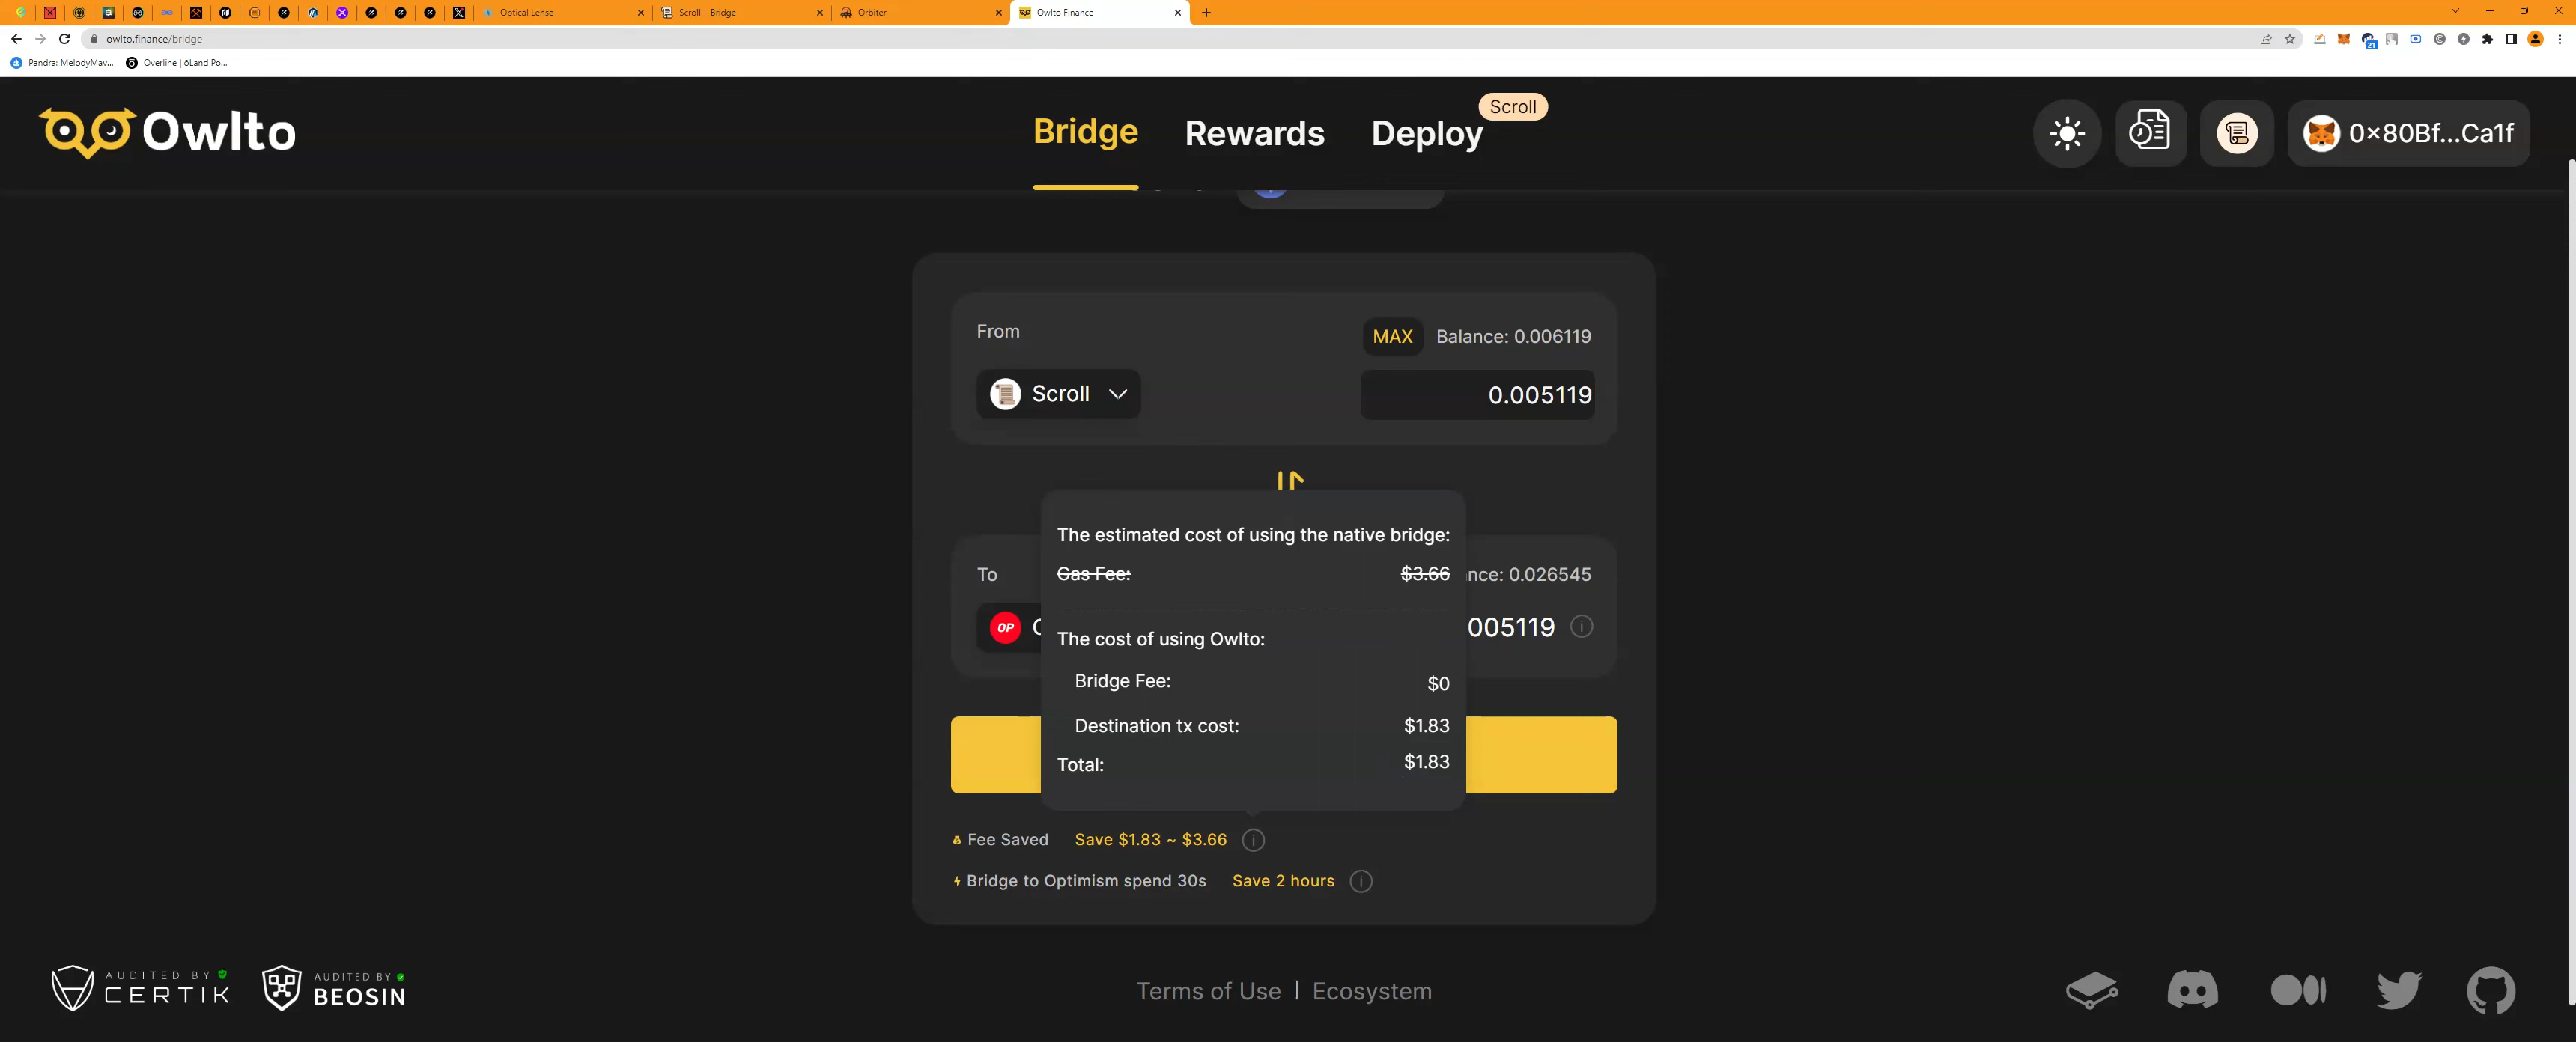 Optical Lense
Scroll – Bridge
Orbiter
Owlto Finance
owlto.finance/bridge
21
Pandra: MelodyMav...
Overline | őLand Po...
Owlto
Bridge
Rewards
Deploy
Scroll
0×80Bf...Ca1f
From
MAX
Balance: 0.006119
Scroll
0.005119
The estimated cost of using the native bridge:
Gas Fee:
$3.66
To
nce: 0.026545
OP
005119
The cost of using Owlto:
Bridge Fee:
$0
Destination tx cost:
$1.83
Total:
$1.83
Fee Saved
Save $1.83 ~ $3.66
Bridge to Optimism spend 30s
Save 2 hours
AUDITED BY
CERTIK
AUDITED BY
BEOSIN
Terms of Use | Ecosystem